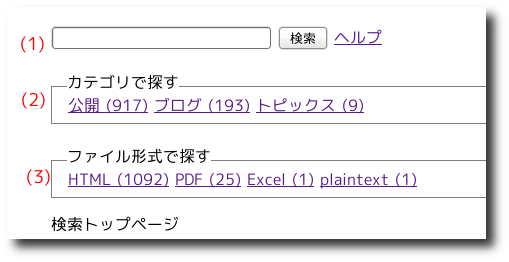 (1) 検索 ヘルプ
カテゴリで探す
(2) 公開 (917) ブログ (193) トピックス (9)
ファイル形式で探す
(3) HTML (1092) PDF (25) Excel (1) plaintext (1)
検索トップページ